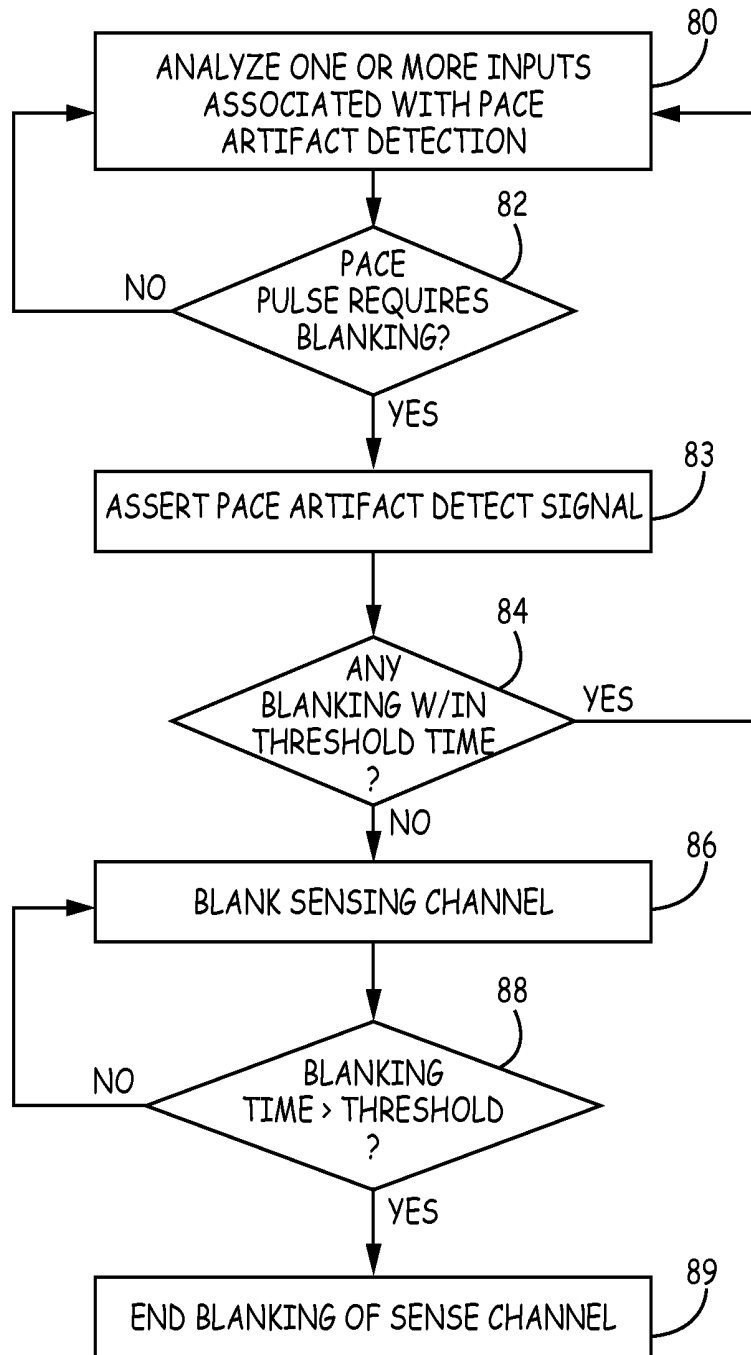 80
ANALYZE ONE OR MORE INPUTS
ASSOCIATED WITH PACE
ARTIFACT DETECTION
82
PACE
PULSE REQUIRES
BLANKING?
NO
YES
83
ASSERT PACE ARTIFACT DETECT SIGNAL
84
ANY
BLANKING W/IN
THRESHOLD TIME
?
YES
NO
86
BLANK SENSING CHANNEL
88
BLANKING
TIME > THRESHOLD
?
NO
YES
89
END BLANKING OF SENSE CHANNEL